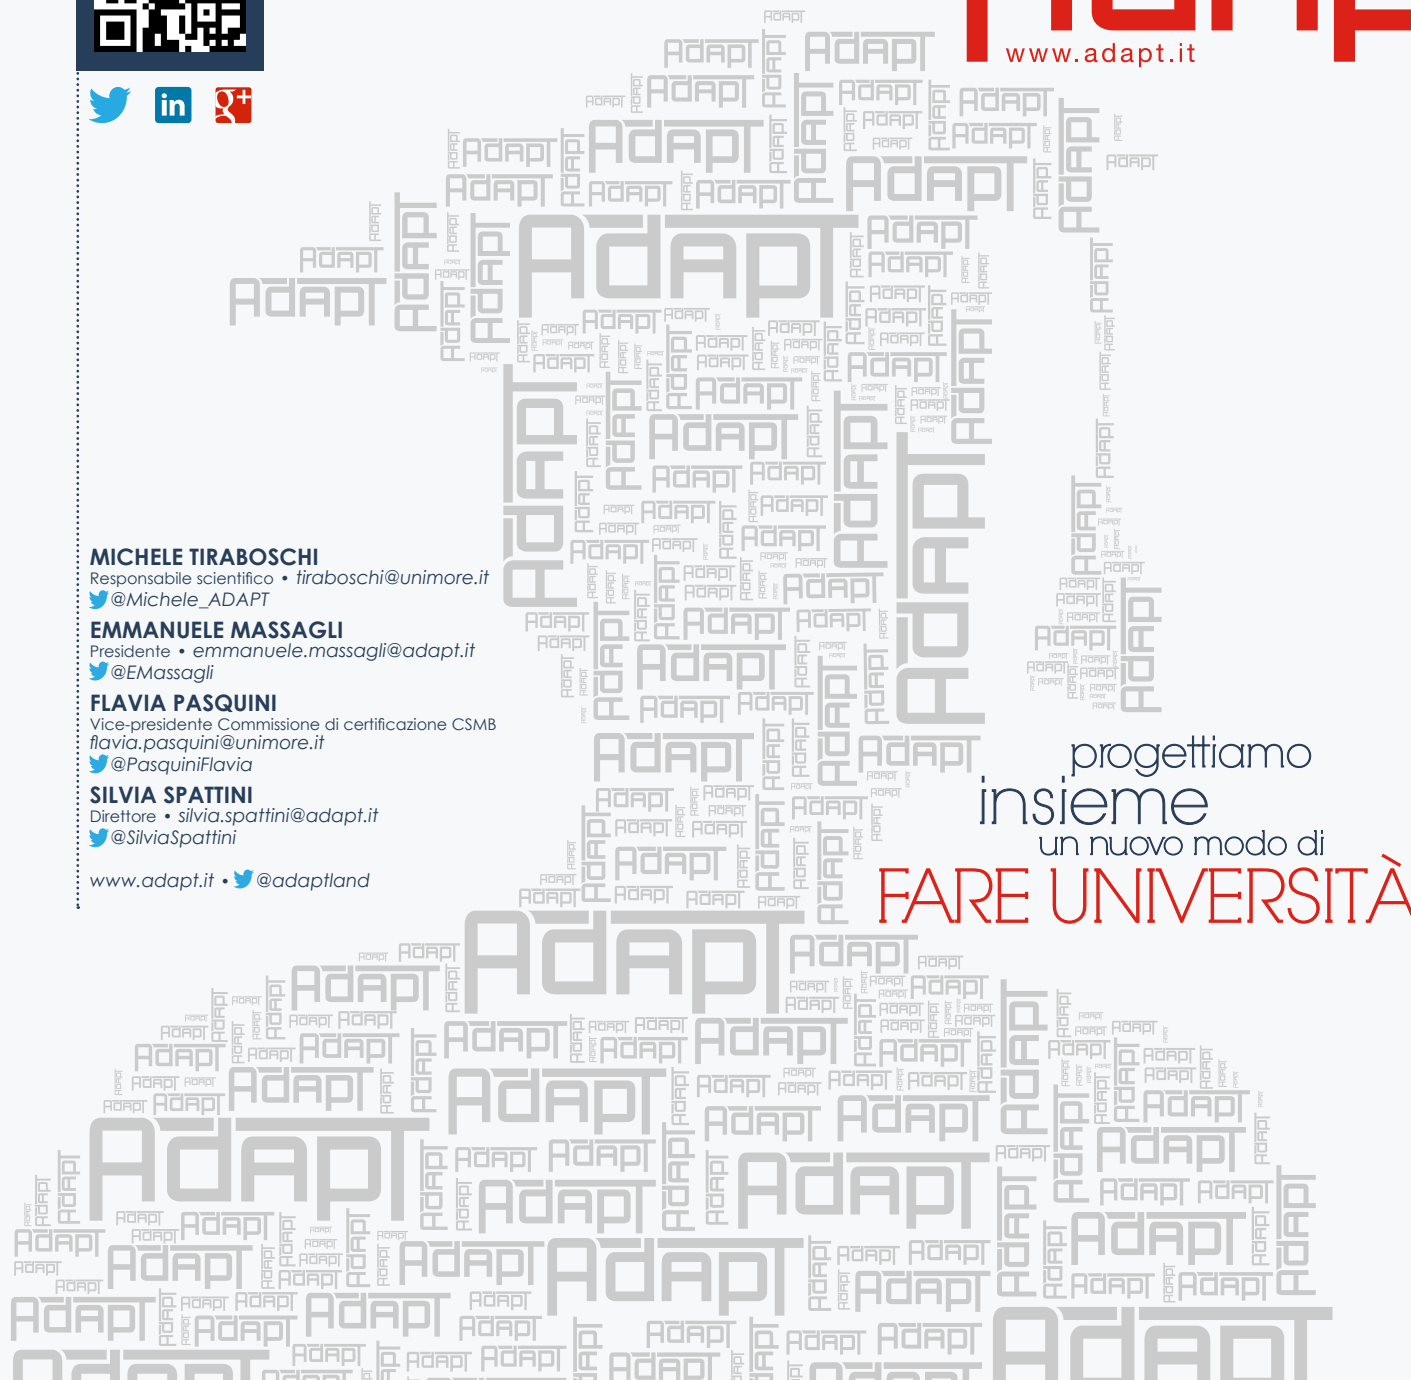 Adapt
www.adapt.it
in
g+
MICHELE TIRABOSCHI
Responsabile scientifico • tiraboschi@unimore.it
@Michele_ADAPT
EMMANUELE MASSAGLI
Presidente • emmanuele.massagli@adapt.it
@EMassagli
FLAVIA PASQUINI
Vice-presidente Commissione di certificazione CSMB
flavia.pasquini@unimore.it
@PasquiniFlavia
SILVIA SPATTINI
Direttore • silvia.spattini@adapt.it
@SilviaSpattini
www.adapt.it • @adaptland
progettiamo
insieme
un nuovo modo di
FARE UNIVERSITÀ